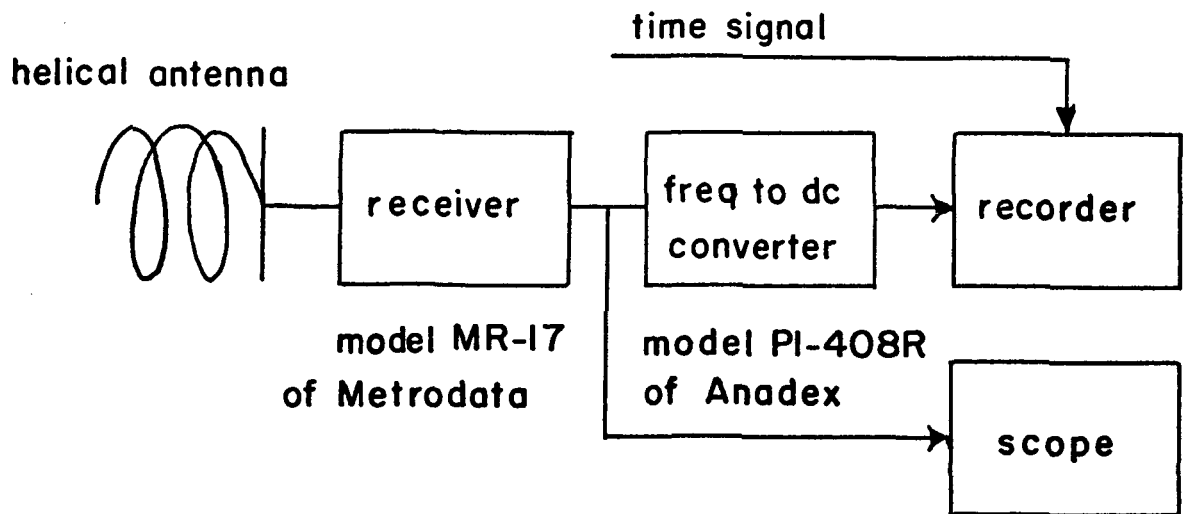 time signal
helical antenna
receiver
freq to dc
converter
recorder
model MR-17
of Metrodata
model PI-408R
of Anadex
scope